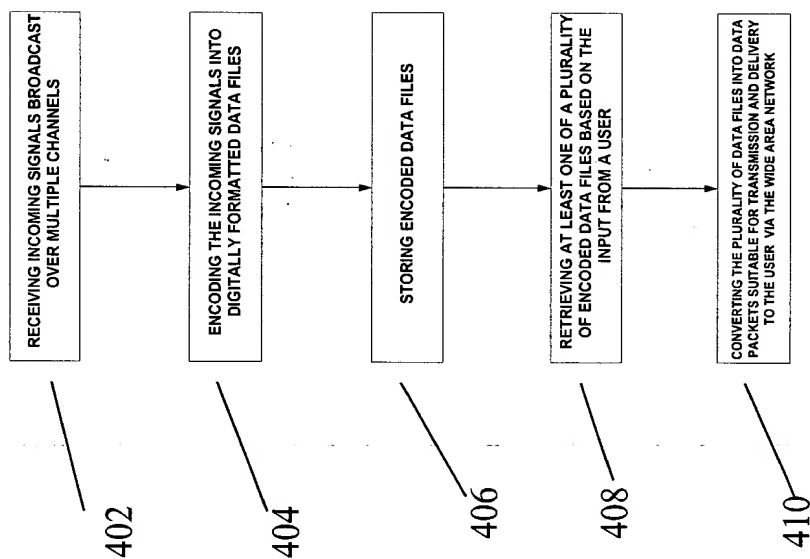 RECEIVING INCOMING SIGNALS BROADCAST
OVER MULTIPLE CHANNELS
402
ENCODING THE INCOMING SIGNALS INTO
DIGITALLY FORMATTED DATA FILES
404
STORING ENCODED DATA FILES
406
RETRIEVING AT LEAST ONE OF A PLURALITY
OF ENCODED DATA FILES BASED ON THE
INPUT FROM A USER
408
CONVERTING THE PLURALITY OF DATA FILES INTO DATA
PACKETS SUITABLE FOR TRANSMISSION AND DELIVERY
TO THE USER VIA THE WIDE AREA NETWORK
410